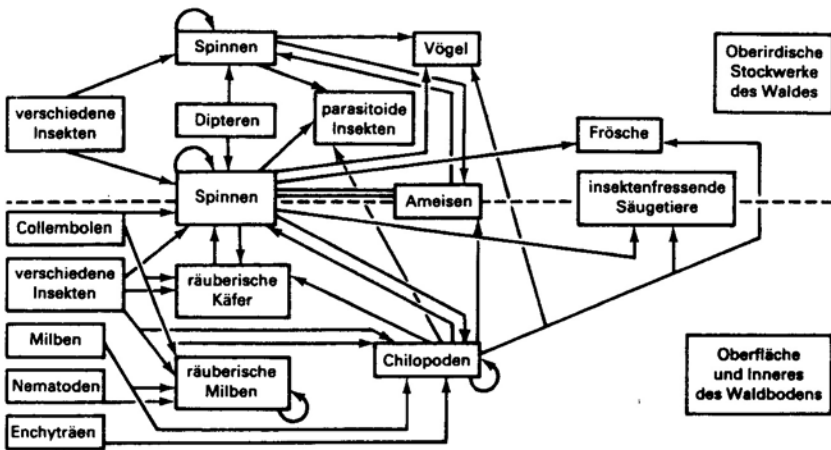 Spinnen
Vögel
Oberirdische
Stockwerke
des Waldes
verschiedene
Insekten
Dipteren
parasitoide
Insekten
Frösche
Spinnen
Ameisen
insektenfressende
Säugetiere
Collembolen
verschiedene
Insekten
räuberische
Käfer
Milben
Chilopoden
räuberische
Milben
Oberfläche
und Inneres
des Waldbodens
Nematoden
Enchyträen